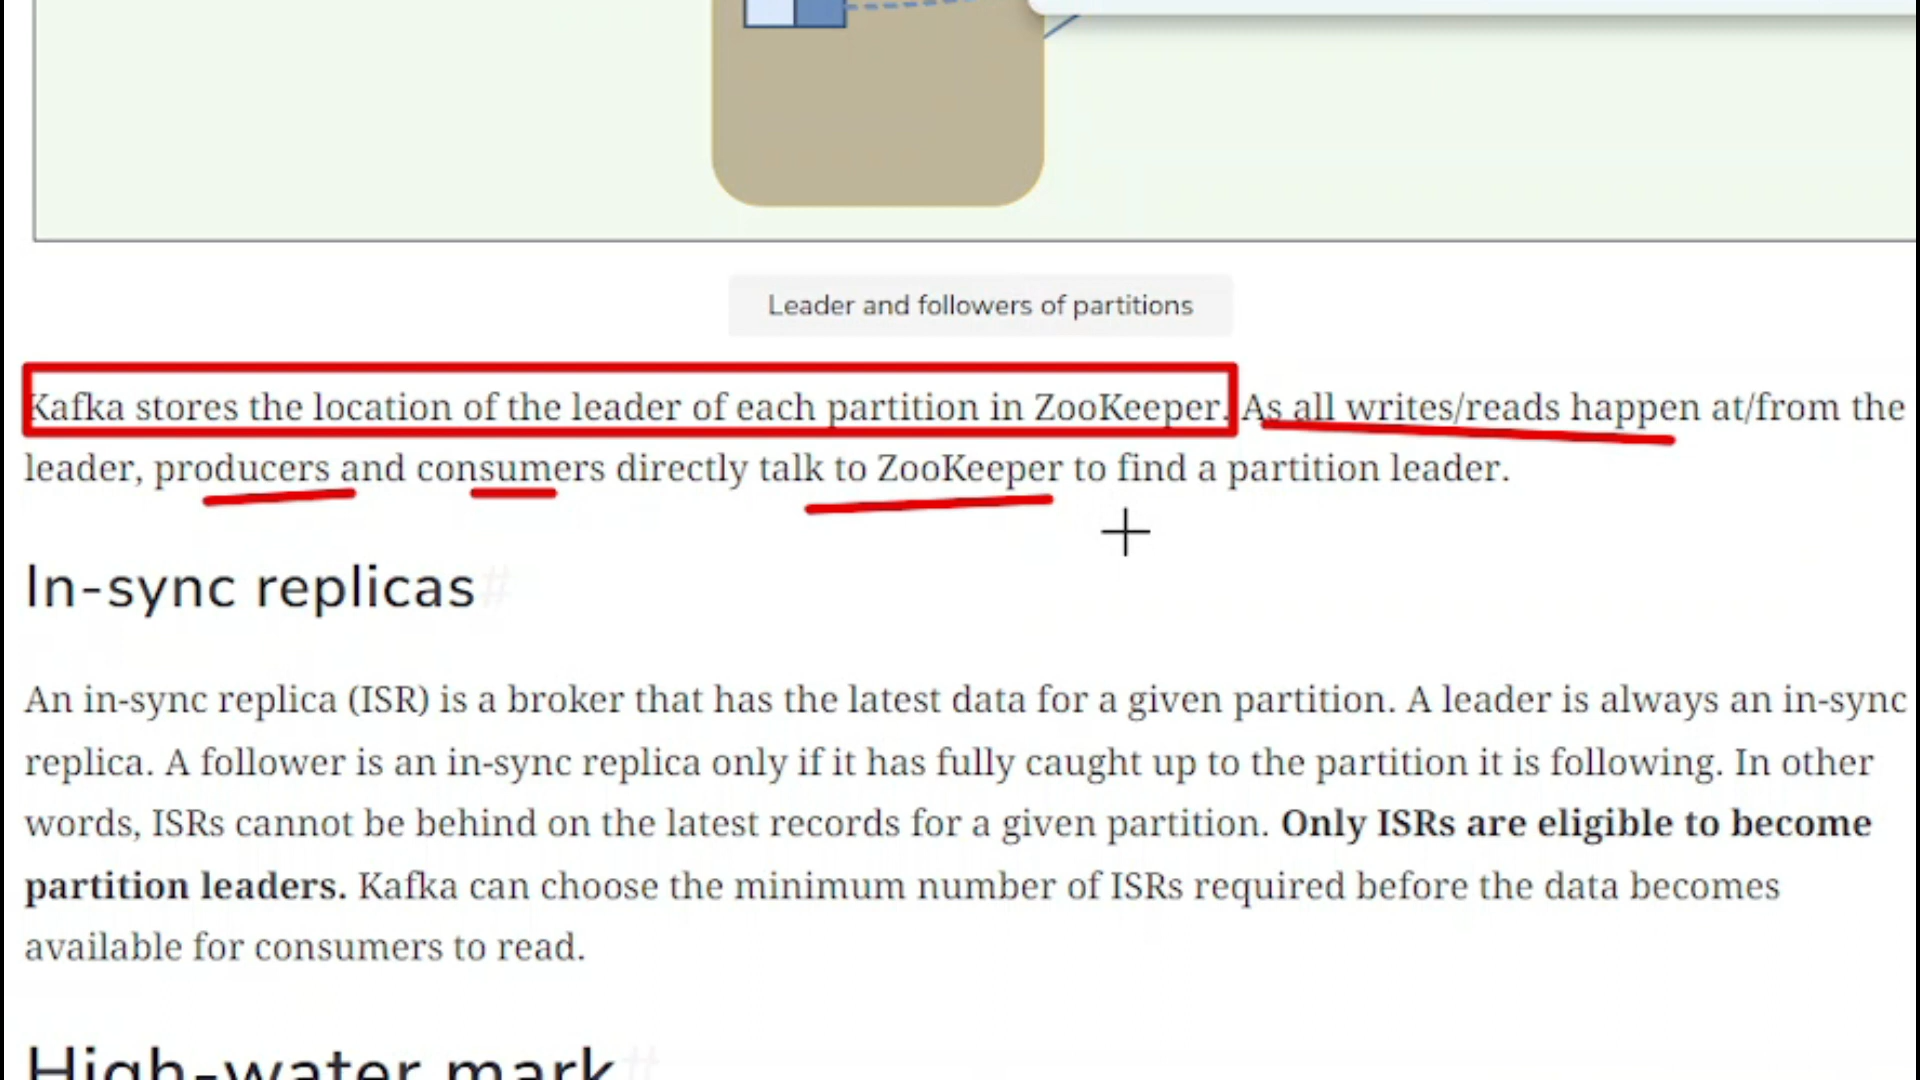 Leader and followers of partitions
Kafka stores the location of the leader of each partition in ZooKeeper. As all writes/reads happen at/from the
leader, producers and consumers directly talk to ZooKeeper to find a partition leader.
In-sync replicas#
An in-sync replica (ISR) is a broker that has the latest data for a given partition. A leader is always an in-sync
replica. A follower is an in-sync replica only if it has fully caught up to the partition it is following. In other
words, ISRs cannot be behind on the latest records for a given partition. Only ISRs are eligible to become
partition leaders. Kafka can choose the minimum number of ISRs required before the data becomes
available for consumers to read.
High-water mark#